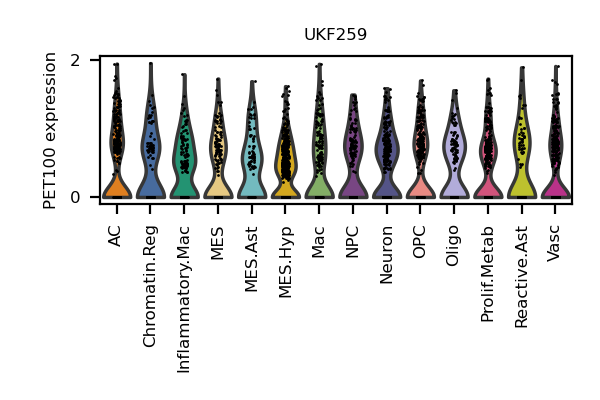 UKF259
PET100 expression
2
0
AC
Chromatin.Reg
Inflammatory.Mac
MES
MES.Ast
MES.Hyp
Mac
NPC
Neuron
OPC
Oligo
Prolif.Metab
Reactive.Ast
Vasc